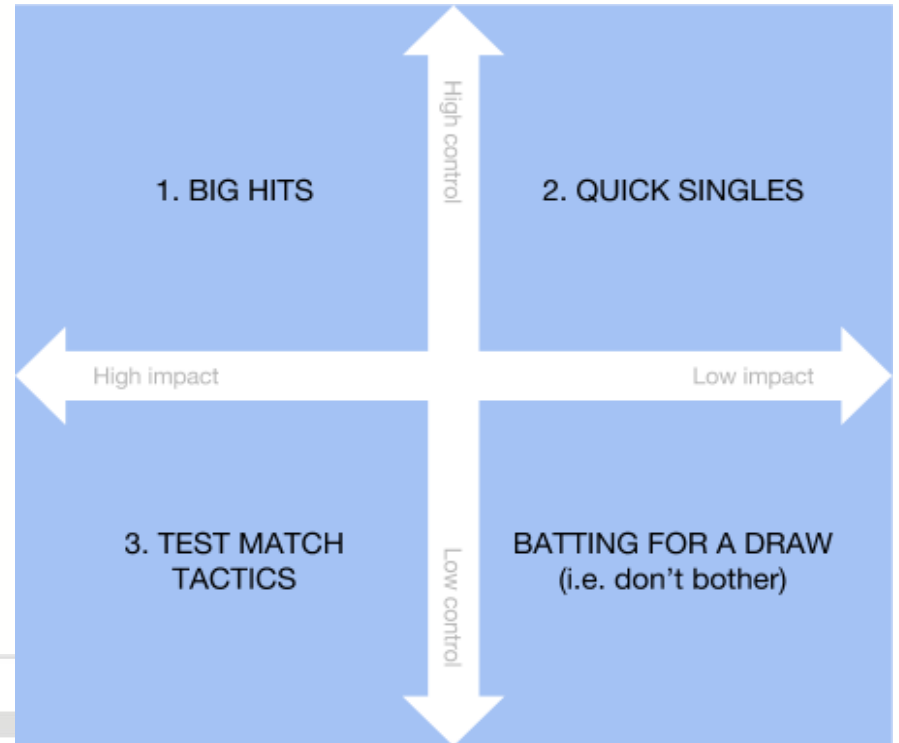 High control
1. BIG HITS
2. QUICK SINGLES
High impact
Low impact
3. TEST MATCH
TACTICS
BATTING FOR A DRAW
(i.e. don't bother)
Low control